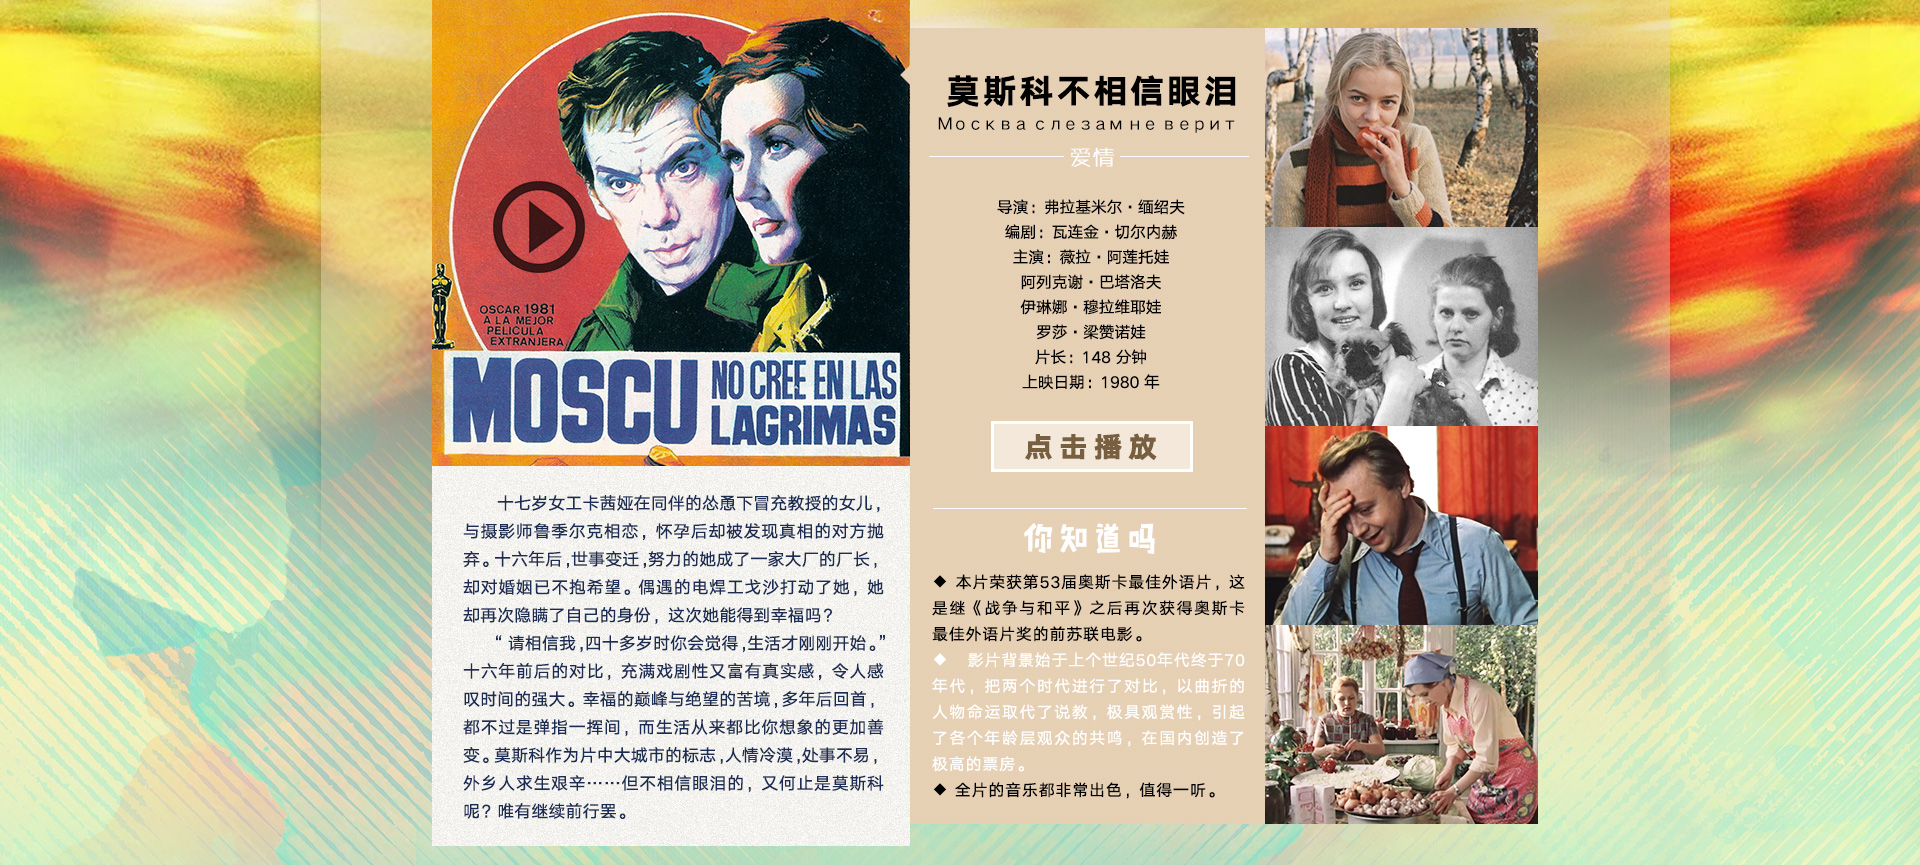 OSCAR 1981
A LA MEJOR
PELICULA
EXTRANJERA
MOSCU NO CREE EN LAS
LAGRIMAS
十七岁女工卡茜娅在同伴的怂恿下冒充教授的女儿，
与摄影师鲁季尔克相恋，怀孕后却被发现真相的对方抛
弃。十六年后,世事变迁,努力的她成了一家大厂的厂长，
却对婚姻已不抱希望。偶遇的电焊工戈沙打动了她，她
却再次隐瞒了自己的身份，这次她能得到幸福吗？
“ 请相信我,四十多岁时你会觉得,生活才刚刚开始。”
十六年前后的对比，充满戏剧性又富有真实感，令人感
叹时间的强大。幸福的巅峰与绝望的苦境,多年后回首，
都不过是弹指一挥间，而生活从来都比你想象的更加善
变。莫斯科作为片中大城市的标志,人情冷漠,处事不易，
外乡人求生艰辛……但不相信眼泪的，又何止是莫斯科
呢？唯有继续前行罢。
莫斯科不相信眼泪
Москва слезам не верит
爱情
导演：弗拉基米尔·缅绍夫
编剧：瓦连金·切尔内赫
主演：薇拉·阿莲托娃
阿列克谢·巴塔洛夫
伊琳娜·穆拉维耶娃
罗莎·梁赞诺娃
片长：148 分钟
上映日期：1980 年
点击播放
你知道吗
◆ 本片荣获第53届奥斯卡最佳外语片，这
是继《战争与和平》之后再次获得奥斯卡
最佳外语片奖的前苏联电影。
◆ 影片背景始于上个世纪50年代终于70
年代，把两个时代进行了对比，以曲折的
人物命运取代了说教，极具观赏性，引起
了各个年龄层观众的共鸣，在国内创造了
极高的票房。
◆ 全片的音乐都非常出色，值得一听。